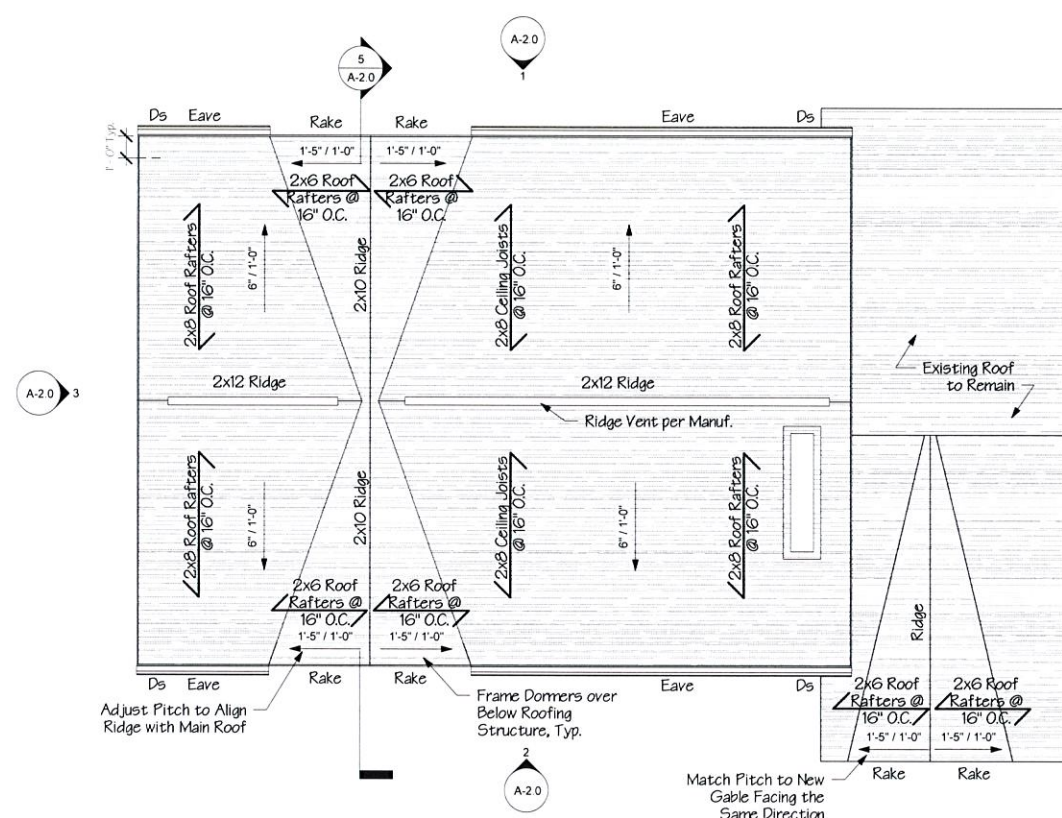 A-2.0
1
5
A-2.0
Ds Eave Rake Rake Eave Ds
1'-0" Typ.
1'-5" / 1'-0" 1'-5" / 1'-0"
2x6 Roof
Rafters @
16" O.C.
2x6 Roof
Rafters @
16" O.C.
2x8 Roof Rafters
@ 16" O.C.
6" / 1'-0"
2x10 Ridge
2x8 Ceiling Joists
@ 16" O.C.
6" / 1'-0"
2x8 Roof Rafters
@ 16" O.C.
Existing Roof
to Remain
A-2.0 3
2x12 Ridge 2x12 Ridge
Ridge Vent per Manuf.
2x8 Roof Rafters
@ 16" O.C.
6" / 1'-0"
2x10 Ridge
2x8 Ceiling Joists
@ 16" O.C.
6" / 1'-0"
2x8 Roof Rafters
@ 16" O.C.
2x6 Roof
Rafters @
16" O.C.
2x6 Roof
Rafters @
16" O.C.
1'-5" / 1'-0" 1'-5" / 1'-0"
Ds Eave Rake Rake Eave Ds
Adjust Pitch to Align
Ridge with Main Roof
Frame Dormers over
Below Roofing
Structure, Typ.
Ridge
2x6 Roof
Rafters @
16" O.C.
2x6 Roof
Rafters @
16" O.C.
1'-5" / 1'-0" 1'-5" / 1'-0"
Rake Rake
2
A-2.0
Match Pitch to New
Gable Facing the
Same Direction